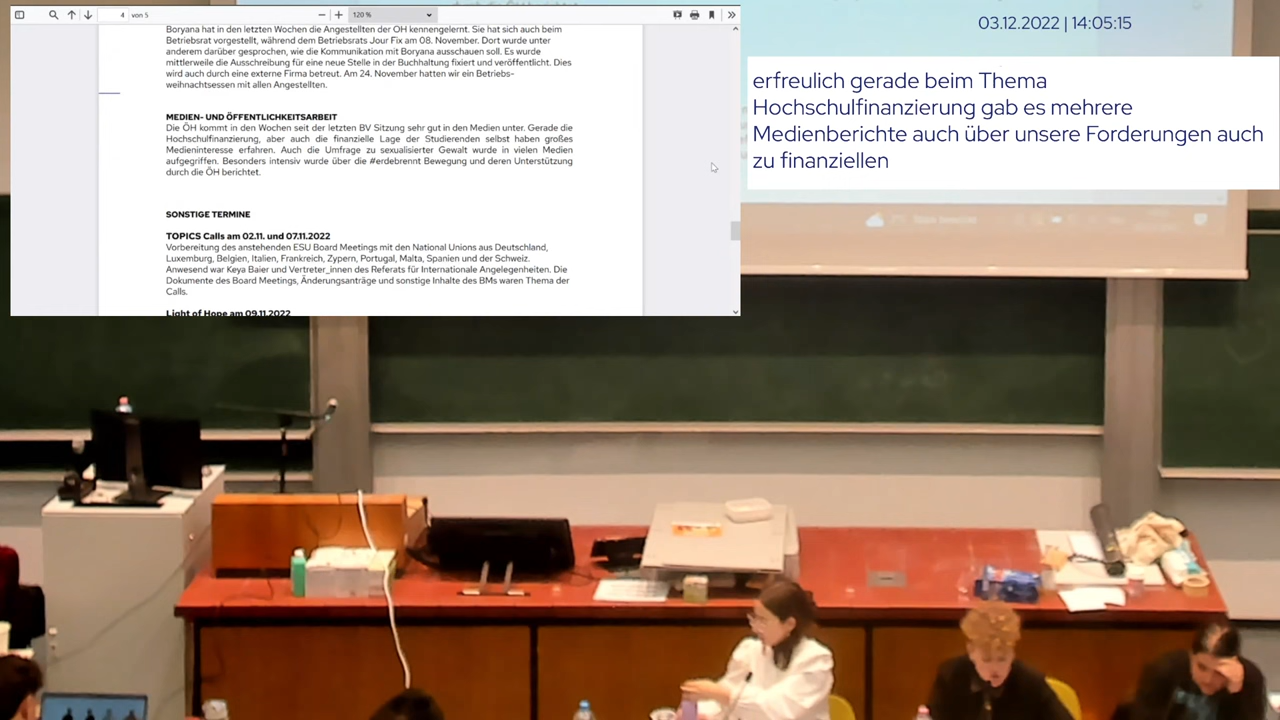 4 von 5
120 %
Boryana hat in den letzten Wochen die Angestellten der ÖH kennengelernt. Sie hat sich auch beim
Betriebsrat vorgestellt, während dem Betriebsrats Jour Fix am 08. November. Dort wurde unter
anderem darüber gesprochen, wie die Kommunikation mit Boryana ausschauen soll. Es wurde
mittlerweile die Ausschreibung für eine neue Stelle in der Buchhaltung fixiert und veröffentlicht. Dies
wird auch durch eine externe Firma betreut. Am 24. November hatten wir ein Betriebs-
weihnachtsessen mit allen Angestellten.
MEDIEN- UND ÖFFENTLICHKEITSARBEIT
Die ÖH kommt in den Wochen seit der letzten BV Sitzung sehr gut in den Medien unter. Gerade die
Hochschulfinanzierung, aber auch die finanzielle Lage der Studierenden selbst haben großes
Medieninteresse erfahren. Auch die Umfrage zu sexualisierter Gewalt wurde in vielen Medien
aufgegriffen. Besonders intensiv wurde über die #erdebrennt Bewegung und deren Unterstützung
durch die ÖH berichtet.
SONSTIGE TERMINE
TOPICS Calls am 02.11. und 07.11.2022
Vorbereitung des anstehenden ESU Board Meetings mit den National Unions aus Deutschland,
Luxemburg, Belgien, Italien, Frankreich, Zypern, Portugal, Malta, Spanien und der Schweiz.
Anwesend war Keya Baier und Vertreter_innen des Referats für Internationale Angelegenheiten. Die
Dokumente des Board Meetings, Änderungsanträge und sonstige Inhalte des BMs waren Thema der
Calls.
Light of Hope am 09.11.2022
03.12.2022 | 14:05:15
erfreulich gerade beim Thema
Hochschulfinanzierung gab es mehrere
Medienberichte auch über unsere Forderungen auch
zu finanziellen